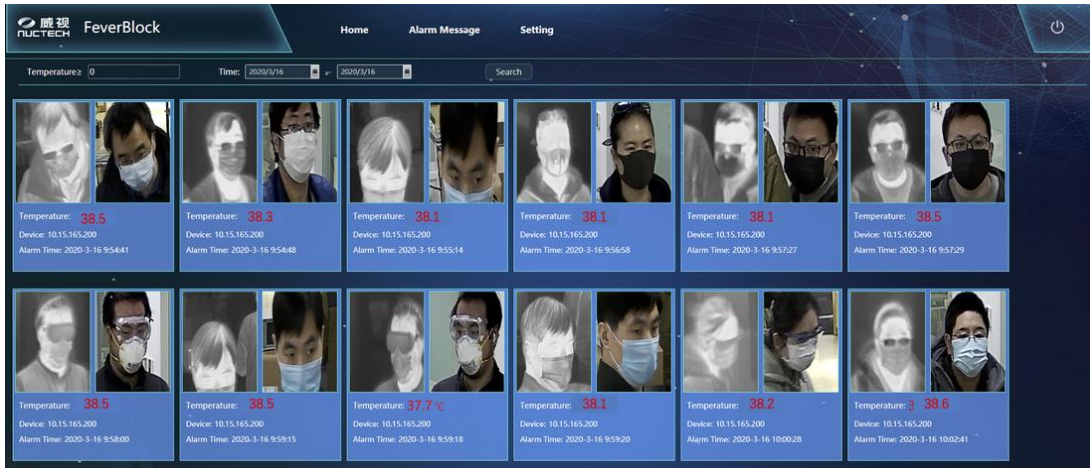 威视
NUCTECH
FeverBlock
Home
Alarm Message
Setting
Temperature≥ 0
Time: 2020/3/16 - 2020/3/16
Search
Temperature: 38.5
Device: 10.15.165.200
Alarm Time: 2020-3-16 9:54:41
Temperature: 38.3
Device: 10.15.165.200
Alarm Time: 2020-3-16 9:54:48
Temperature: 38.1
Device: 10.15.165.200
Alarm Time: 2020-3-16 9:55:14
Temperature: 38.1
Device: 10.15.165.200
Alarm Time: 2020-3-16 9:56:58
Temperature: 38.1
Device: 10.15.165.200
Alarm Time: 2020-3-16 9:57:27
Temperature: 38.5
Device: 10.15.165.200
Alarm Time: 2020-3-16 9:57:29
Temperature: 38.5
Device: 10.15.165.200
Alarm Time: 2020-3-16 9:58:00
Temperature: 38.5
Device: 10.15.165.200
Alarm Time: 2020-3-16 9:59:15
Temperature: 37.7 ℃
Device: 10.15.165.200
Alarm Time: 2020-3-16 9:59:18
Temperature: 38.1
Device: 10.15.165.200
Alarm Time: 2020-3-16 9:59:20
Temperature: 38.2
Device: 10.15.165.200
Alarm Time: 2020-3-16 10:00:28
Temperature: 3 38.6
Device: 10.15.165.200
Alarm Time: 2020-3-16 10:02:41